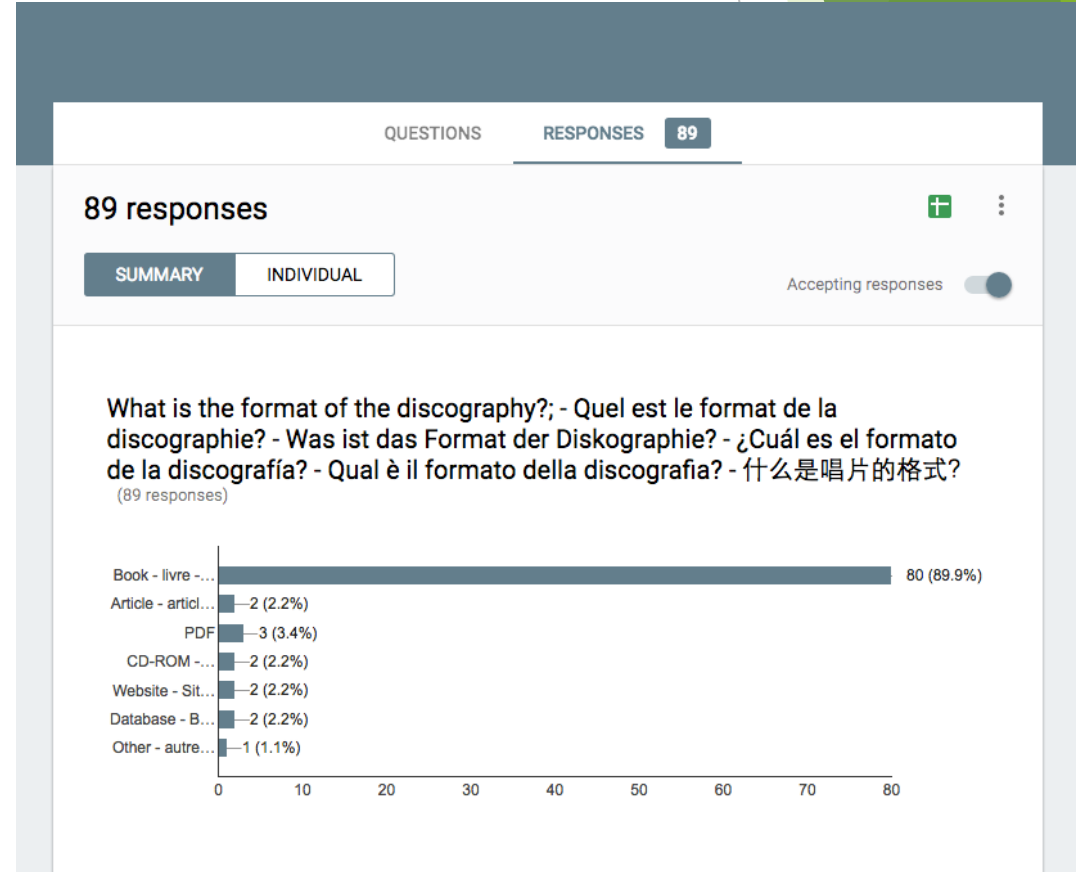 QUESTIONS RESPONSES 89
89 responses
SUMMARY INDIVIDUAL
Accepting responses
What is the format of the discography?; - Quel est le format de la
discographie? - Was ist das Format der Diskographie? - ¿Cuál es el formato
de la discografía? - Qual è il formato della discografia? - 什么是唱片的格式?
(89 responses)
Book - livre -... 80 (89.9%)
Article - articl... 2 (2.2%)
PDF 3 (3.4%)
CD-ROM -... 2 (2.2%)
Website - Sit... 2 (2.2%)
Database - B... 2 (2.2%)
Other - autre... 1 (1.1%)
0 10 20 30 40 50 60 70 80